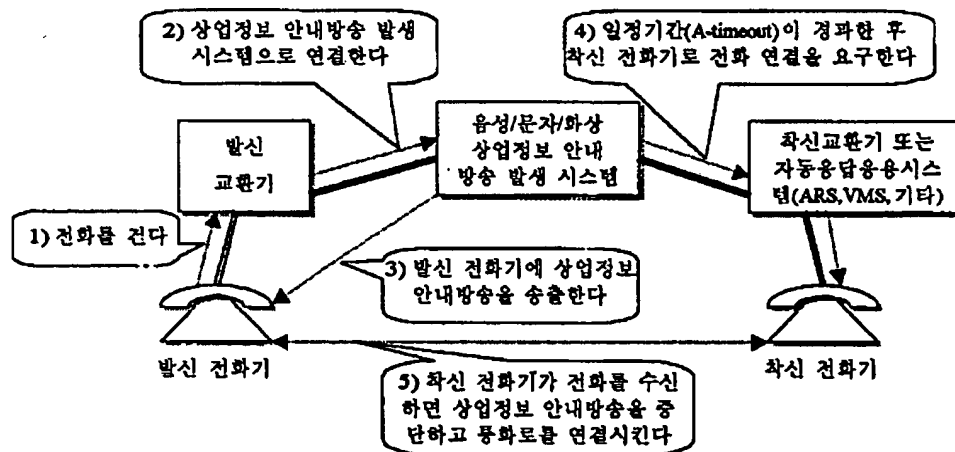 2) 상업정보 안내방송 발생
시스템으로 연결한다
4) 일정기간(A-timeout)이 경과한 후
착신 전화기로 전화 연결을 요구한다
발신
교환기
음성/문자/화상
상업정보 안내
방송 발생 시스템
착신교환기 또는
자동응답응용시스
템(ARS,VMS,기타)
1) 전화를 건다
3) 발신 전화기에 상업정보
안내방송을 송출한다
발신 전화기
착신 전화기
5) 착신 전화기가 전화를 수신
하면 상업정보 안내방송을 중
단하고 통화로를 연결시킨다